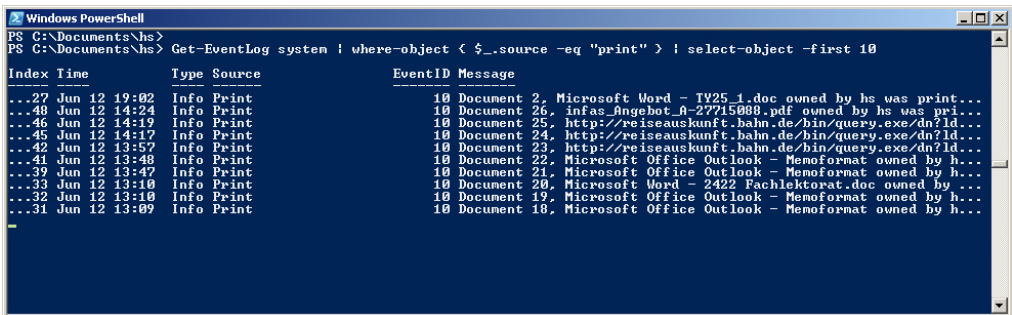 Windows PowerShell
PS C:\Documents\hs>
PS C:\Documents\hs> Get-EventLog system | where-object { $_.source -eq "print" } | select-object -first 10
Index Time Type Source EventID Message
----- ---- ---- ------ ------- -------
...27 Jun 12 19:02 Info Print 10 Document 2, Microsoft Word - TY25_1.doc owned by hs was print...
...48 Jun 12 14:24 Info Print 10 Document 26, infas_Angebot_A-27715088.pdf owned by hs was pri...
...46 Jun 12 14:19 Info Print 10 Document 25, http://reiseauskunft.bahn.de/bin/query.exe/dn?ld...
...45 Jun 12 14:17 Info Print 10 Document 24, http://reiseauskunft.bahn.de/bin/query.exe/dn?ld...
...42 Jun 12 13:57 Info Print 10 Document 23, http://reiseauskunft.bahn.de/bin/query.exe/dn?ld...
...41 Jun 12 13:48 Info Print 10 Document 22, Microsoft Office Outlook - Memoformat owned by h...
...39 Jun 12 13:47 Info Print 10 Document 21, Microsoft Office Outlook - Memoformat owned by h...
...33 Jun 12 13:10 Info Print 10 Document 20, Microsoft Word - 2422 Fachlektorat.doc owned by ...
...32 Jun 12 13:10 Info Print 10 Document 19, Microsoft Office Outlook - Memoformat owned by h...
...31 Jun 12 13:09 Info Print 10 Document 18, Microsoft Office Outlook - Memoformat owned by h...